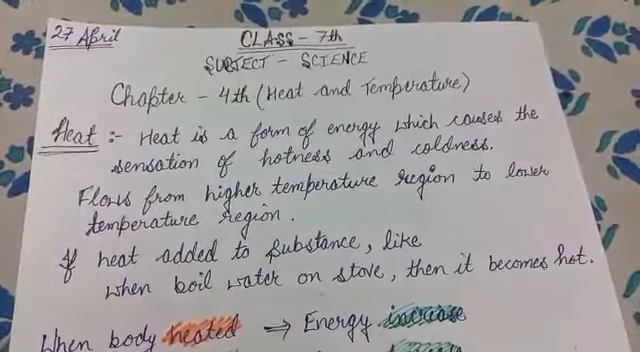 27 April
CLASS - 7th
SUBJECT - SCIENCE
Chapter - 4th (Heat and Temperature)
Heat :- Heat is a form of energy which causes the
sensation of hotness and coldness.
Flows from higher temperature region to lower
temperature region.
If heat added to substance, like
when boil water on stove, then it becomes hot.
When body heated ⇒ Energy increase